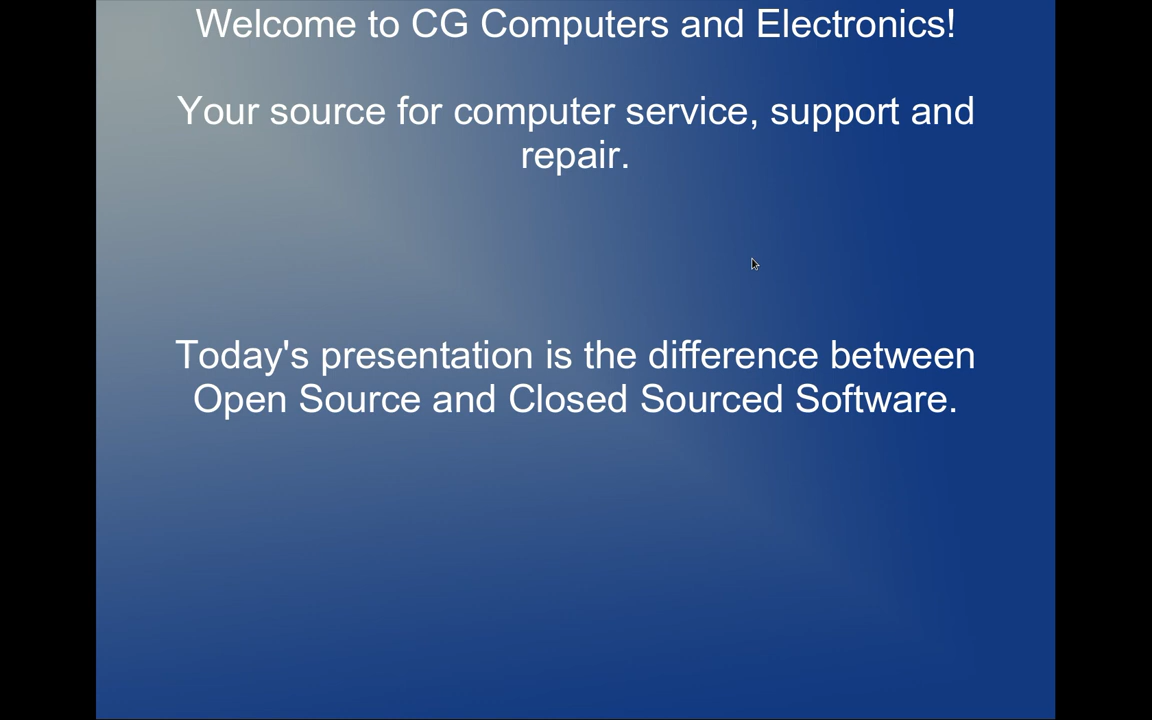 Welcome to CG Computers and Electronics!
Your source for computer service, support and
repair.
Today's presentation is the difference between
Open Source and Closed Sourced Software.